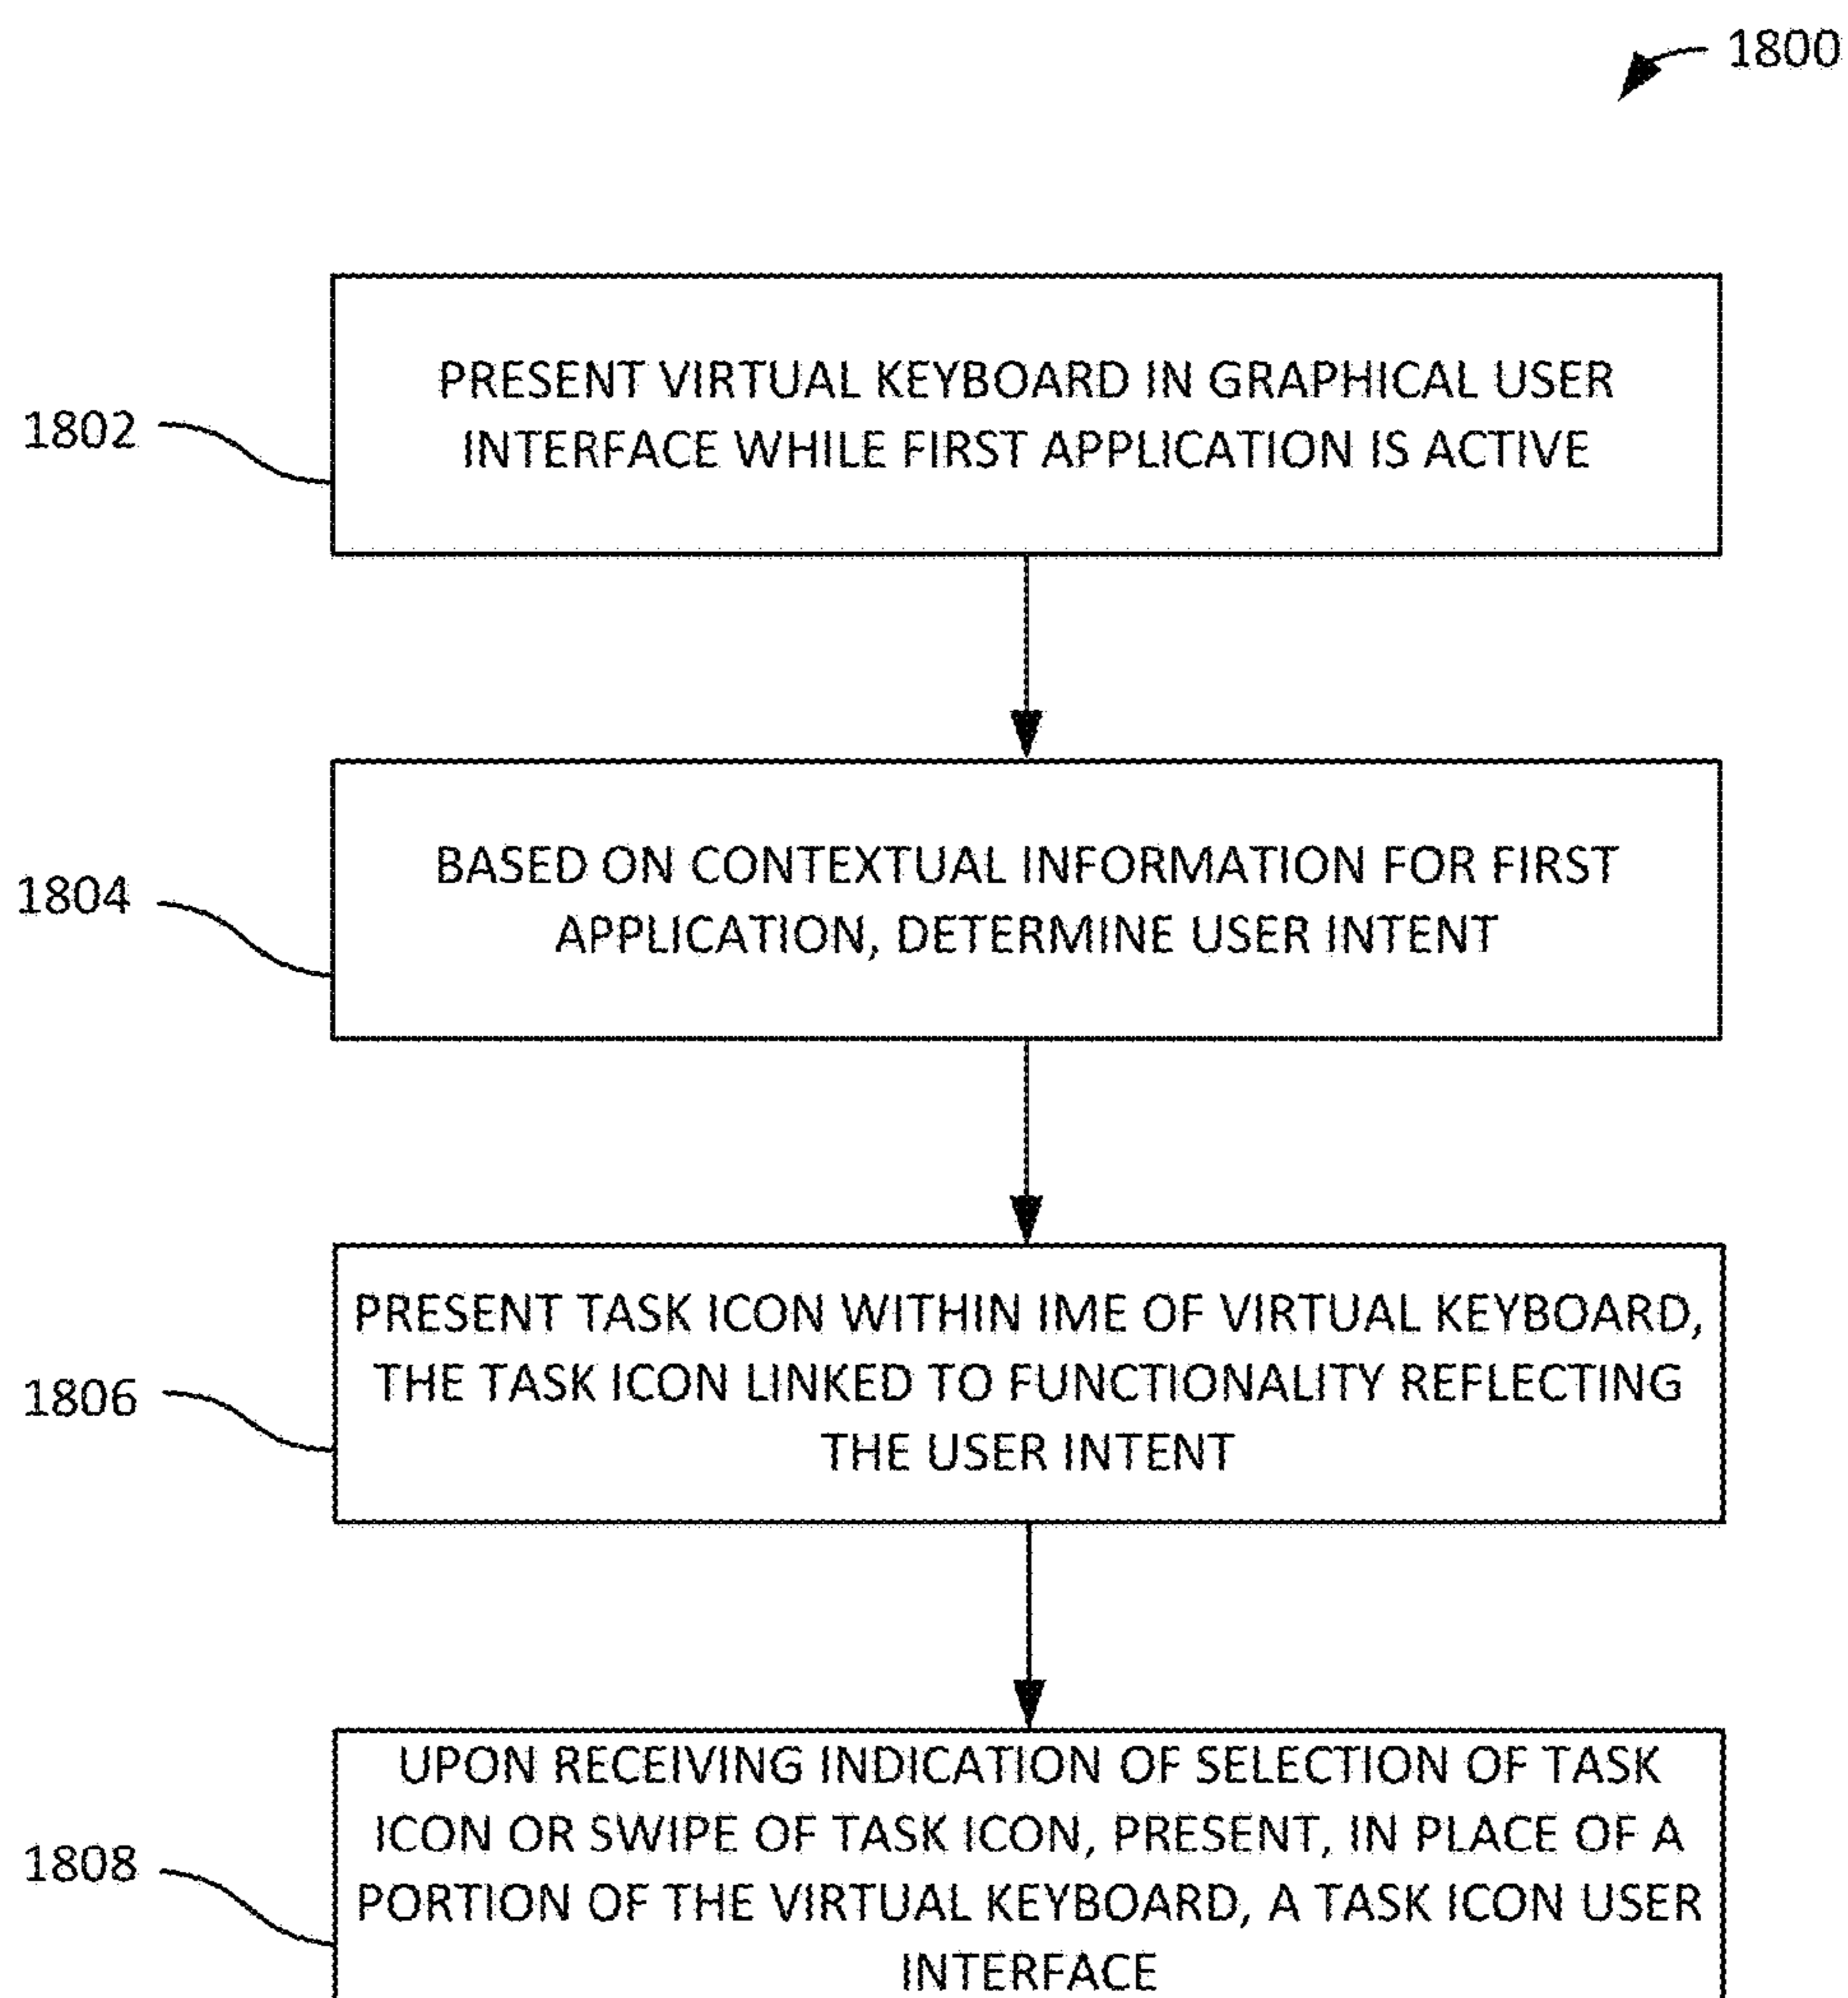 1800
1802
PRESENT VIRTUAL KEYBOARD IN GRAPHICAL USER
INTERFACE WHILE FIRST APPLICATION IS ACTIVE
1804
BASED ON CONTEXTUAL INFORMATION FOR FIRST
APPLICATION, DETERMINE USER INTENT
1806
PRESENT TASK ICON WITHIN IME OF VIRTUAL KEYBOARD,
THE TASK ICON LINKED TO FUNCTIONALITY REFLECTING
THE USER INTENT
1808
UPON RECEIVING INDICATION OF SELECTION OF TASK
ICON OR SWIPE OF TASK ICON, PRESENT, IN PLACE OF A
PORTION OF THE VIRTUAL KEYBOARD, A TASK ICON USER
INTERFACE